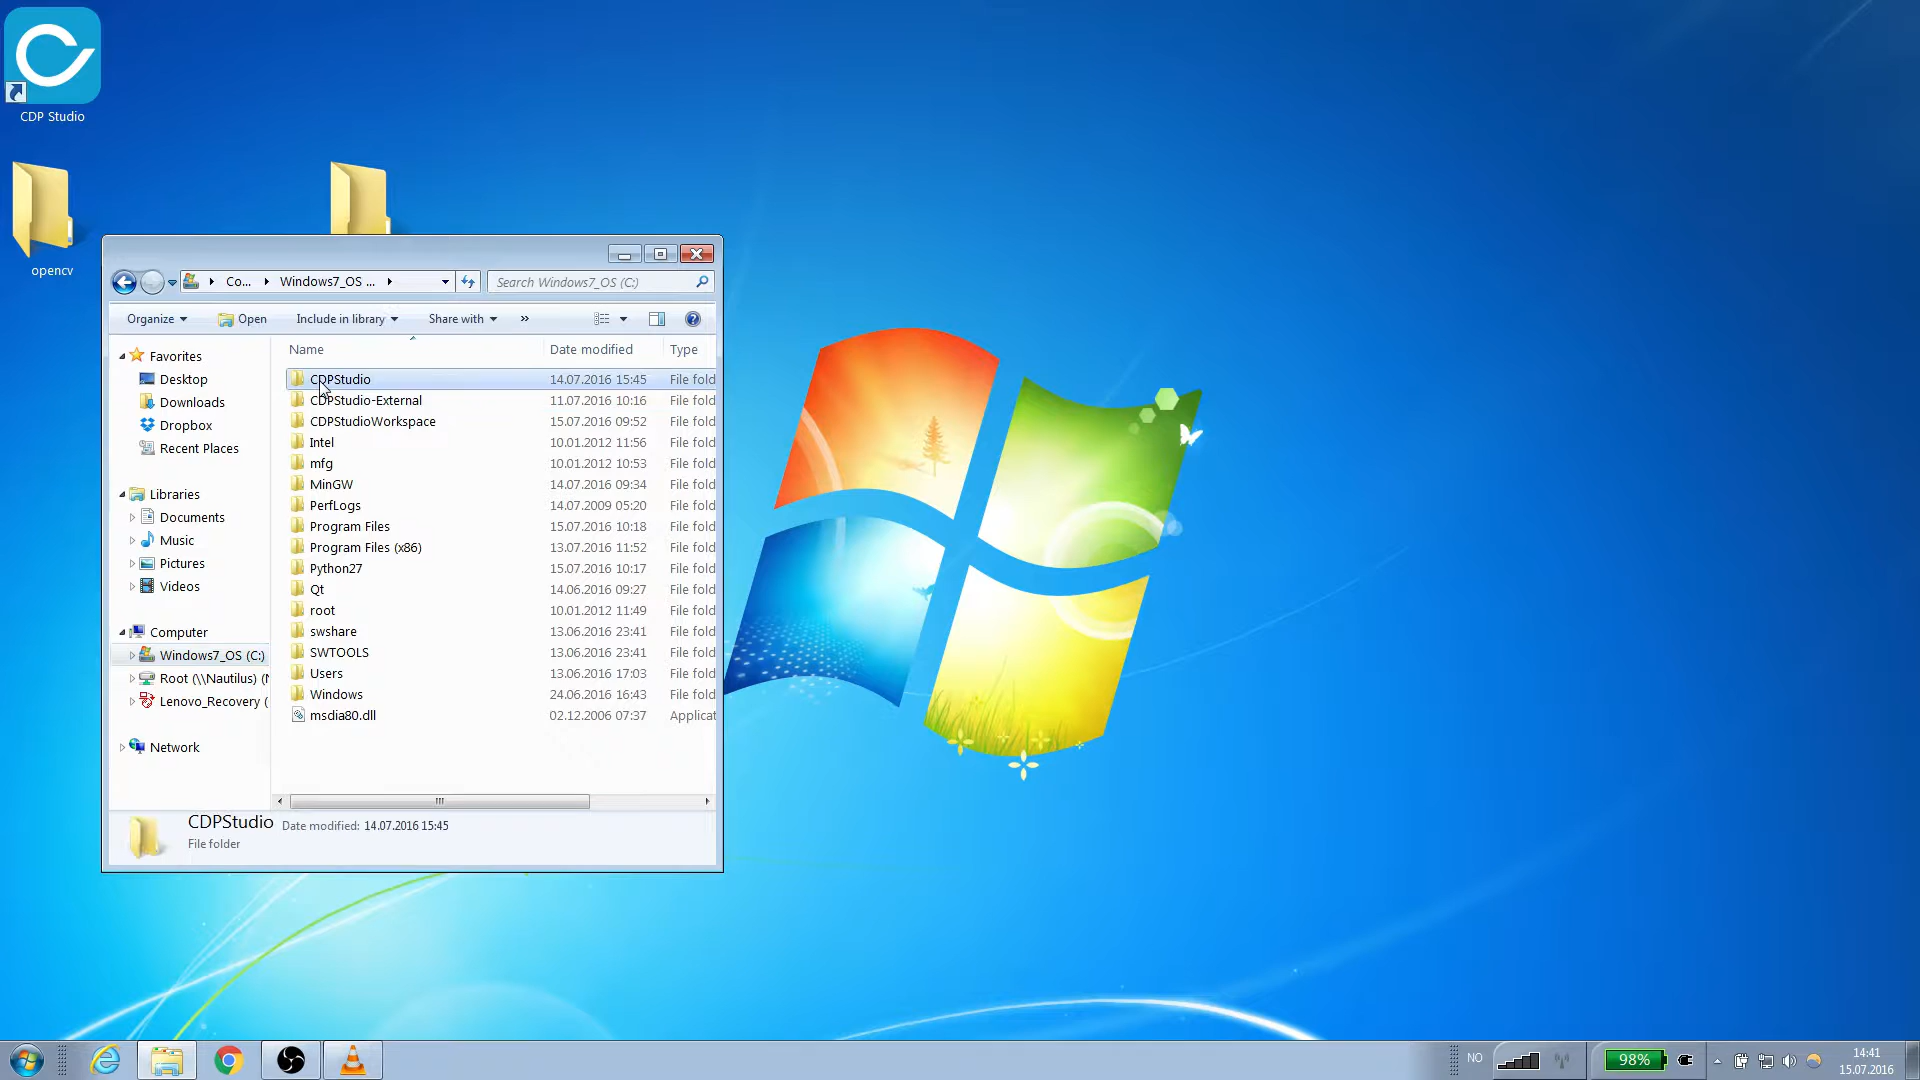 CDP Studio
opencv
Co...
Windows7_OS ...
Search Windows7_OS (C:)
Organize
Open
Include in library
Share with
»
Name
Date modified
Type
Favorites
Desktop
Downloads
Dropbox
Recent Places
Libraries
Documents
Music
Pictures
Videos
Computer
Windows7_OS (C:)
Root (\\Nautilus) (N
Lenovo_Recovery (
Network
CDPStudio 14.07.2016 15:45 File fold
CDPStudio-External 11.07.2016 10:16 File fold
CDPStudioWorkspace 15.07.2016 09:52 File fold
Intel 10.01.2012 11:56 File fold
mfg 10.01.2012 10:53 File fold
MinGW 14.07.2016 09:34 File fold
PerfLogs 14.07.2009 05:20 File fold
Program Files 15.07.2016 10:18 File fold
Program Files (x86) 13.07.2016 11:52 File fold
Python27 15.07.2016 10:17 File fold
Qt 14.06.2016 09:27 File fold
root 10.01.2012 11:49 File fold
swshare 13.06.2016 23:41 File fold
SWTOOLS 13.06.2016 23:41 File fold
Users 13.06.2016 17:03 File fold
Windows 24.06.2016 16:43 File fold
msdia80.dll 02.12.2006 07:37 Applicat
CDPStudio Date modified: 14.07.2016 15:45
File folder
NO
98%
14:41
15.07.2016